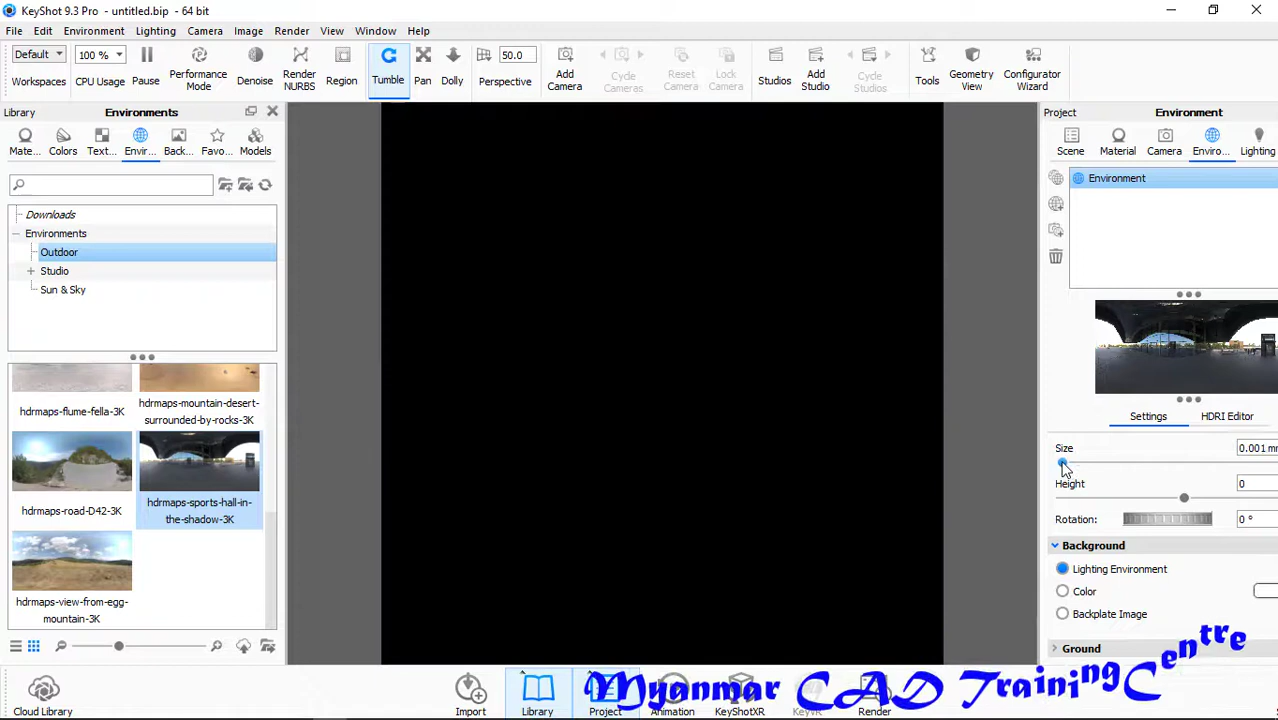 KeyShot 9.3 Pro - untitled.bip - 64 bit
File Edit Environment Lighting Camera Image Render View Window Help
Default 100 % 50.0
Workspaces CPU Usage Pause Performance Mode Denoise Render NURBS Region Tumble Pan Dolly Perspective Add Camera Cycle Cameras Reset Camera Lock Camera Studios Add Studio Cycle Studios Tools Geometry View Configurator Wizard
Library Environments
Mate... Colors Text... Envir... Back... Favo... Models
Downloads
Environments
Outdoor
Studio
Sun & Sky
hdrmaps-flume-fella-3K
hdrmaps-mountain-desert-
surrounded-by-rocks-3K
hdrmaps-road-D42-3K
hdrmaps-sports-hall-in-
the-shadow-3K
hdrmaps-view-from-egg-
mountain-3K
Project Environment
Scene Material Camera Enviro... Lighting
Environment
Settings HDRI Editor
Size 0.001 m
Height 0
Rotation: 0 °
Background
Lighting Environment
Color
Backplate Image
Ground
Cloud Library Import Library Project Animation KeyShotXR KeyVR Render
Myanmar CAD Training Centre